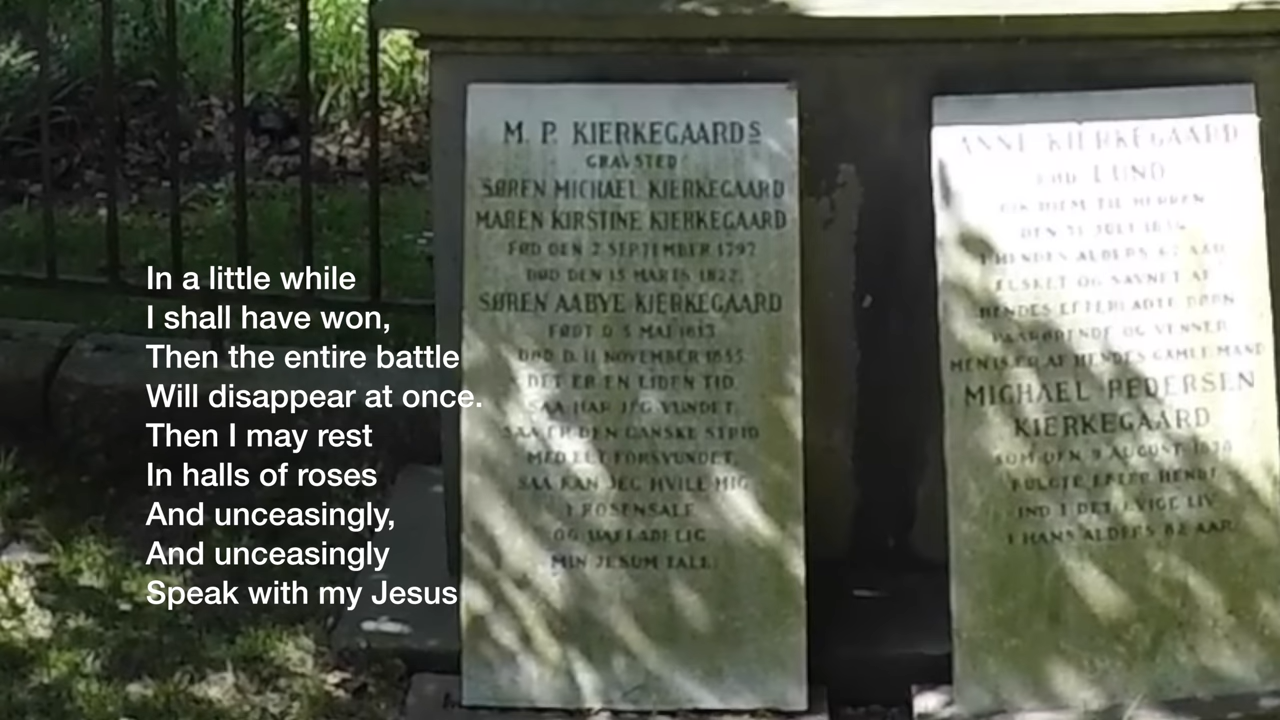 In a little while
I shall have won,
Then the entire battle
Will disappear at once.
Then I may rest
In halls of roses
And unceasingly,
And unceasingly
Speak with my Jesus
M. P. KIERKEGAARDS
GRAVSTED
SØREN MICHAEL KIERKEGAARD
MAREN KIRSTINE KIERKEGAARD
FØD DEN 7 SEPTEMBER 1797
DØD DEN 15 MARTS 1822.
SØREN AABYE KIERKEGAARD
FØDT D. 5 MAI 1813
DØD D. 11 NOVEMBER 1855.
DET ER EN LIDEN TID,
SAA HAR JEG VUNDET,
SAA ER DEN GANSKE STRID
MED EET FORSVUNDET,
SAA KAN JEG HVILE MIG
I ROSENSALE
OG UAFLADELIG
MIN JESUM TALE.
ANNE KIERKEGAARD
FØD LUND
GIK HJEM TIL HERREN
DEN 31 JULI
I HENDES ALDERS 67 AAR
ELSKET OG SAVNET AF
HENDES EFTERLADTE BØRN
PAARØRENDE OG VENNER
MEN ISÆR AF HENDES GAMLE MAND
MICHAEL PEDERSEN
KIERKEGAARD
SOM DEN 9 AUGUST
FULGTE EFTER HENDE
IND I DET EVIGE LIV
I HANS ALDERS 82 AAR